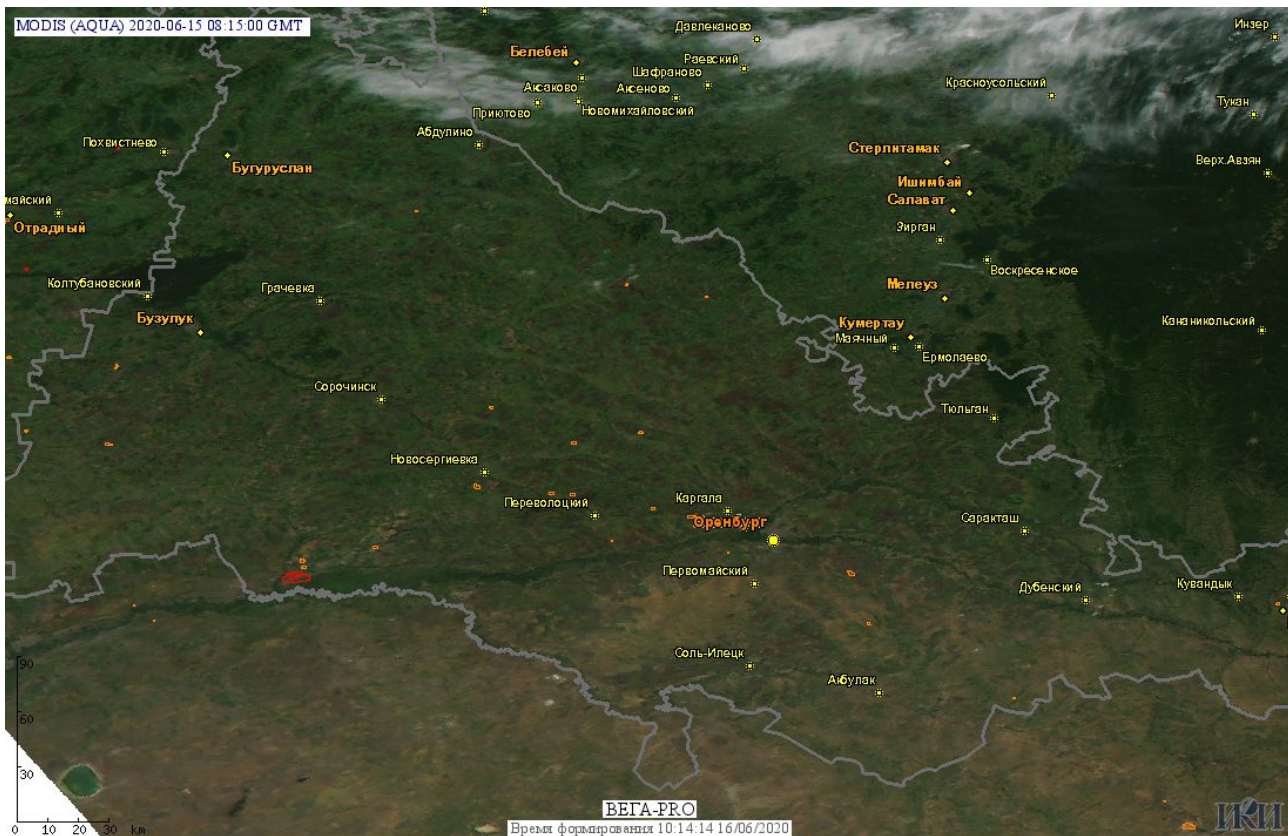 MODIS (AQUA) 2020-06-15 08:15:00 GMT
Давлеканово
Инзер
Белебей
Раевский
Шафраново
Аксаково
Аксеново
Красноусольский
Приютово
Новомихайловский
Тукан
Абдулино
Похвистнево
Стерлитамак
Бугуруслан
Верх.Авзян
Ишимбай
майский
Салават
Отрадный
Зирган
Воскресенское
Колтубановский
Грачевка
Мелеуз
Бузулук
Кумертау
Кананикольский
Маячный
Ермолаево
Сорочинск
Тюльган
Новосергиевка
Переволоцкий
Каргала
Оренбург
Саракташ
Первомайский
Дубенский
Кувандык
Соль-Илецк
Акбулак
90
60
30
0 10 20 30 km
ВЕГА-PRO
Время формирования 10:14:14 16/06/2020
ИКИ